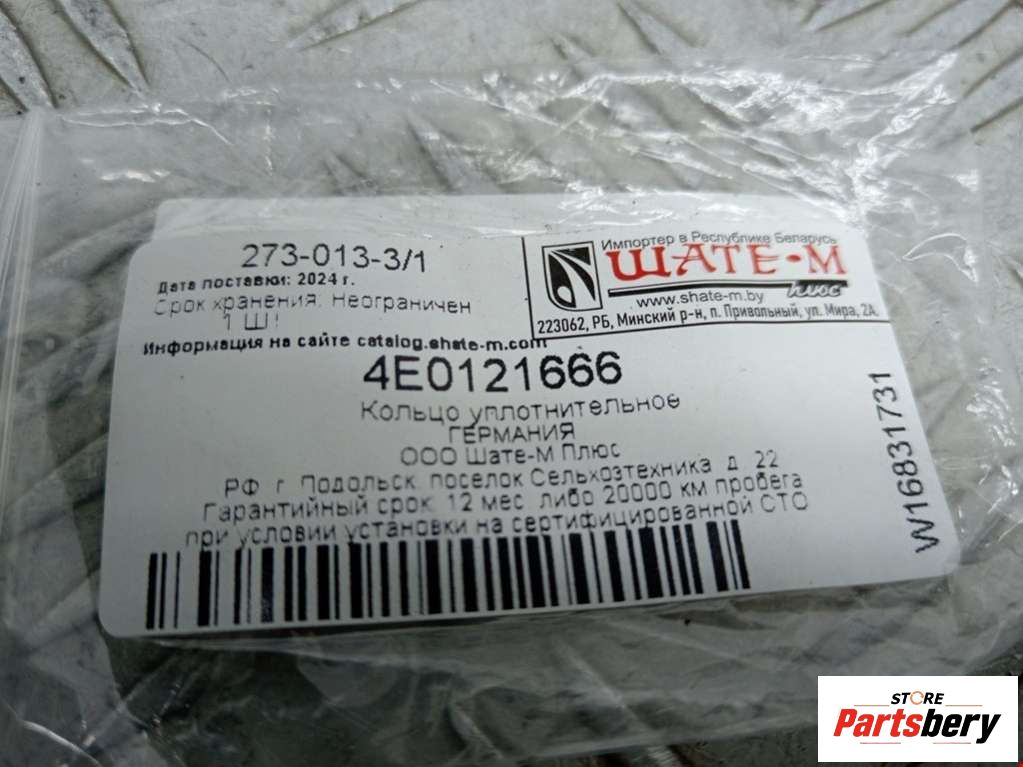 273-013-3/1
Дата поставки: 2024 г.
Срок хранения: Неограничен
1 Ш
Информация на сайте catalog.shate-m.com
Импортер в Республике Беларусь
ШАТЕ-М
плюс
www.shate-m.by
223062, РБ, Минский р-н, п. Привольный, ул. Мира, 2А.
4E0121666
Кольцо уплотнительное
ГЕРМАНИЯ
ООО Шате-М Плюс
РФ г. Подольск, поселок Сельхозтехника, д. 22
Гарантийный срок: 12 мес. либо 20000 км пробега
при условии установки на сертифицированной СТО
W16831731
STORE
Partsbery